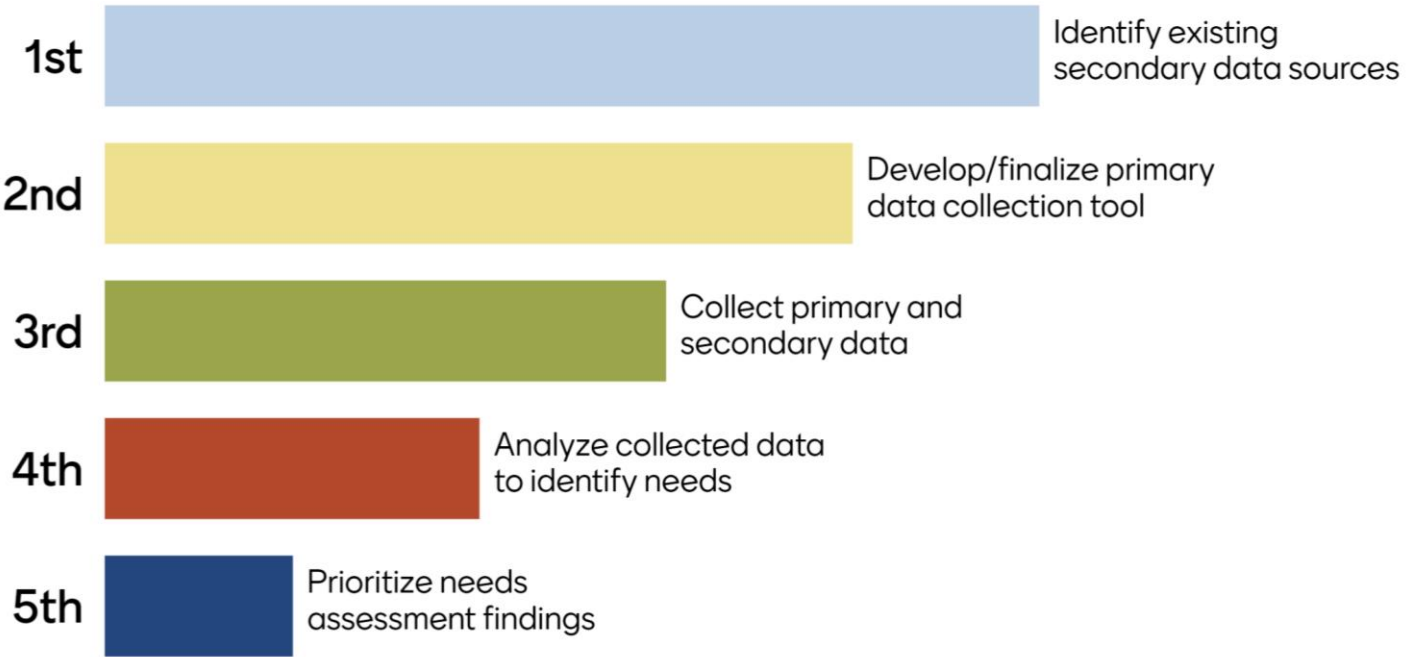 1st
Identify existing
secondary data sources
2nd
Develop/finalize primary
data collection tool
3rd
Collect primary and
secondary data
4th
Analyze collected data
to identify needs
5th
Prioritize needs
assessment findings